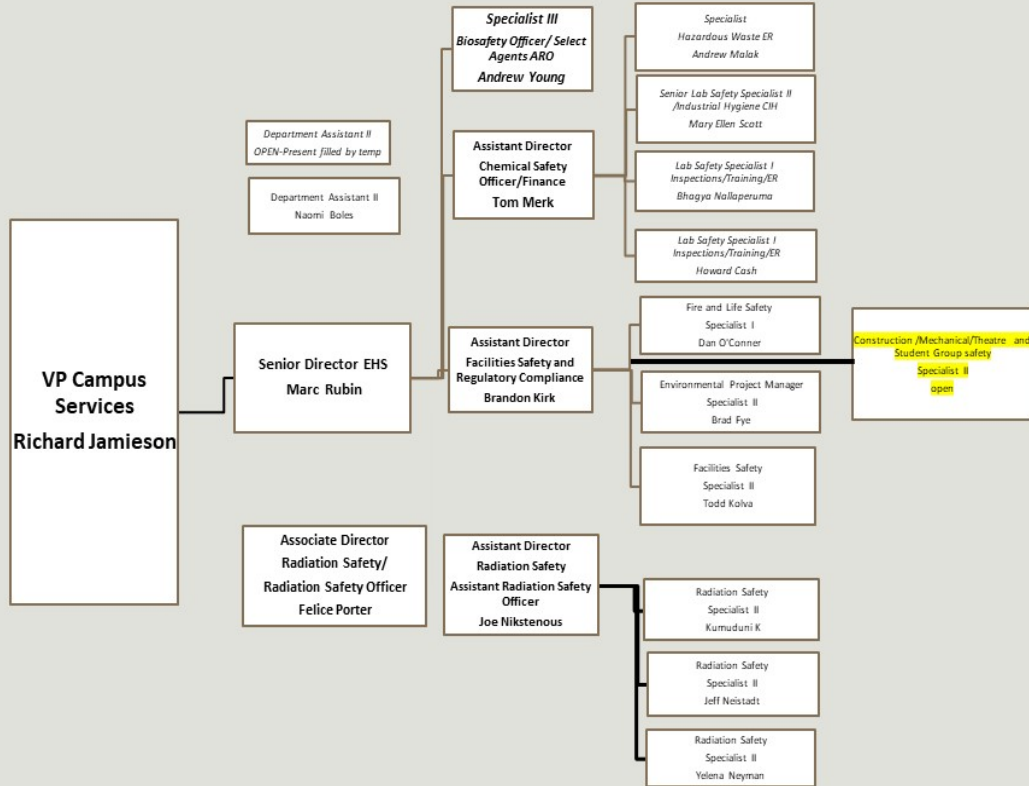 Specialist III
Biosafety Officer/ Select
Agents ARO
Andrew Young
Specialist
Hazardous Waste ER
Andrew Malak
Senior Lab Safety Specialist II
/Industrial Hygiene CIH
Mary Ellen Scott
Department Assistant II
OPEN-Present filled by temp
Assistant Director
Chemical Safety
Officer/Finance
Tom Merk
Lab Safety Specialist I
Inspections/Training/ER
Bhagya Nallaperuma
Department Assistant II
Naomi Boles
Lab Safety Specialist I
Inspections/Training/ER
Howard Cash
VP Campus
Services
Richard Jamieson
Senior Director EHS
Marc Rubin
Assistant Director
Facilities Safety and
Regulatory Compliance
Brandon Kirk
Fire and Life Safety
Specialist I
Dan O'Conner
Construction /Mechanical/Theatre and
Student Group safety
Specialist II
open
Environmental Project Manager
Specialist II
Brad Fye
Facilities Safety
Specialist II
Todd Kolva
Associate Director
Radiation Safety/
Radiation Safety Officer
Felice Porter
Assistant Director
Radiation Safety
Assistant Radiation Safety
Officer
Joe Nikstenous
Radiation Safety
Specialist II
Kumuduni K
Radiation Safety
Specialist II
Jeff Neistadt
Radiation Safety
Specialist II
Yelena Neyman